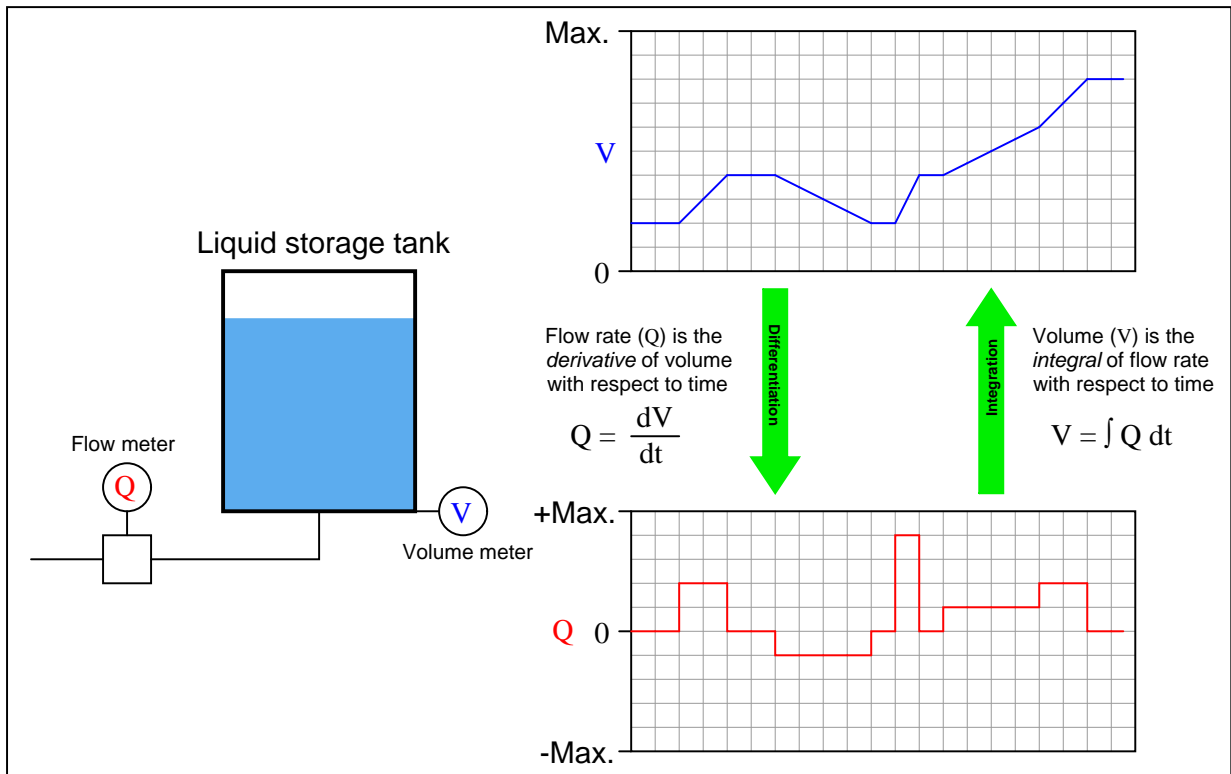 Max.
V
0
Liquid storage tank
Flow meter
Q
V
Volume meter
Flow rate (Q) is the
derivative of volume
with respect to time
Q = dV/dt
Differentiation
Integration
Volume (V) is the
integral of flow rate
with respect to time
V = ∫ Q dt
+Max.
Q 0
-Max.